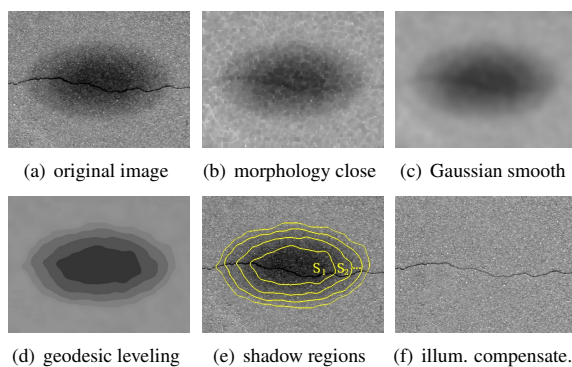 (a) original image
(b) morphology close
(c) Gaussian smooth
S1 S2 ...
(d) geodesic leveling
(e) shadow regions
(f) illum. compensate.